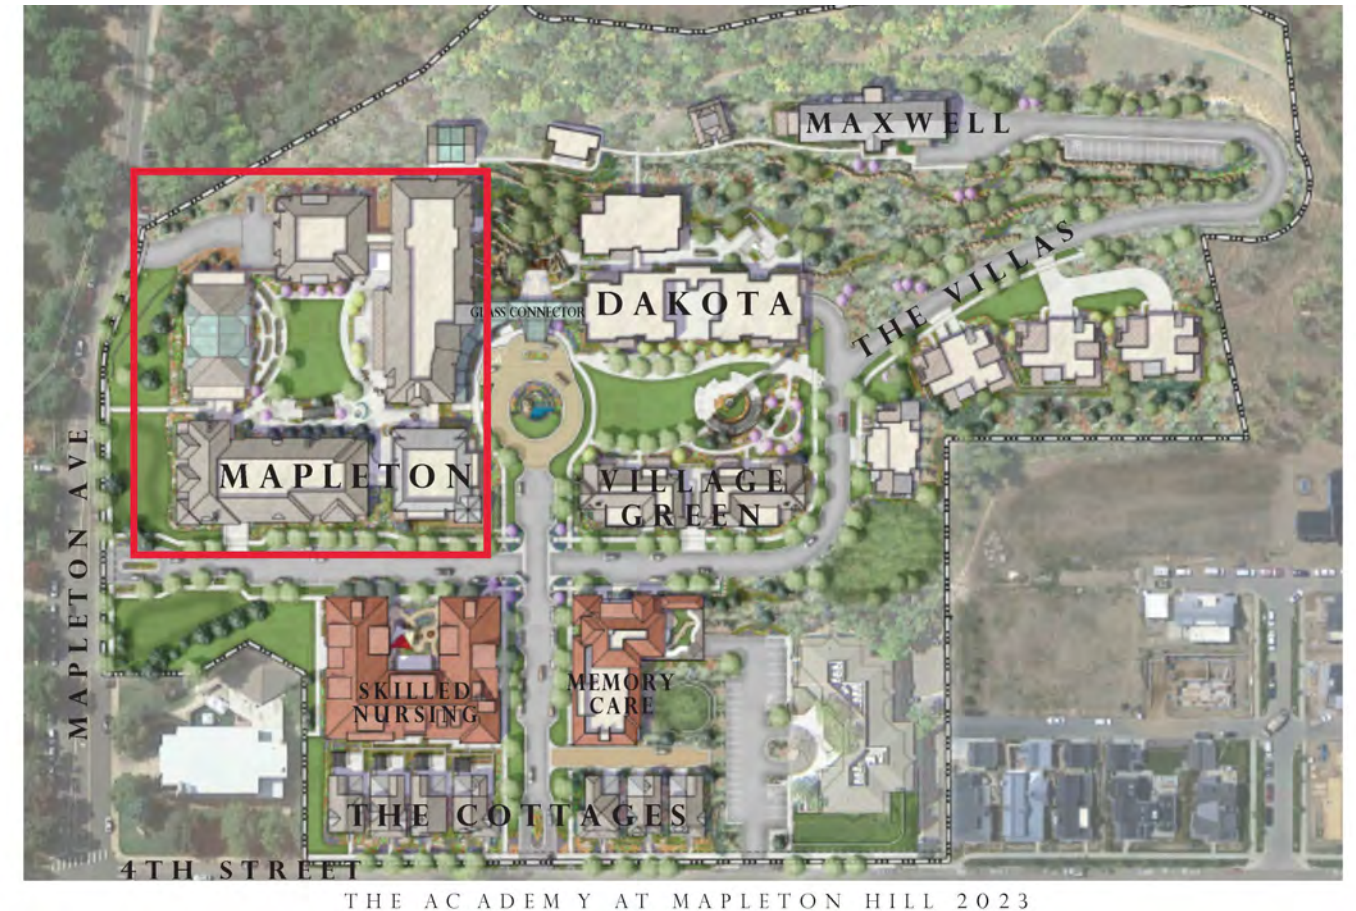 MAXWELL
THE VILLAS
GLASS CONNECTOR
DAKOTA
MAPLETON
VILLAGE
GREEN
MAPLETON AVE
SKILLED
NURSING
MEMORY
CARE
THE COTTAGES
4TH STREET
THE ACADEMY AT MAPLETON HILL 2023